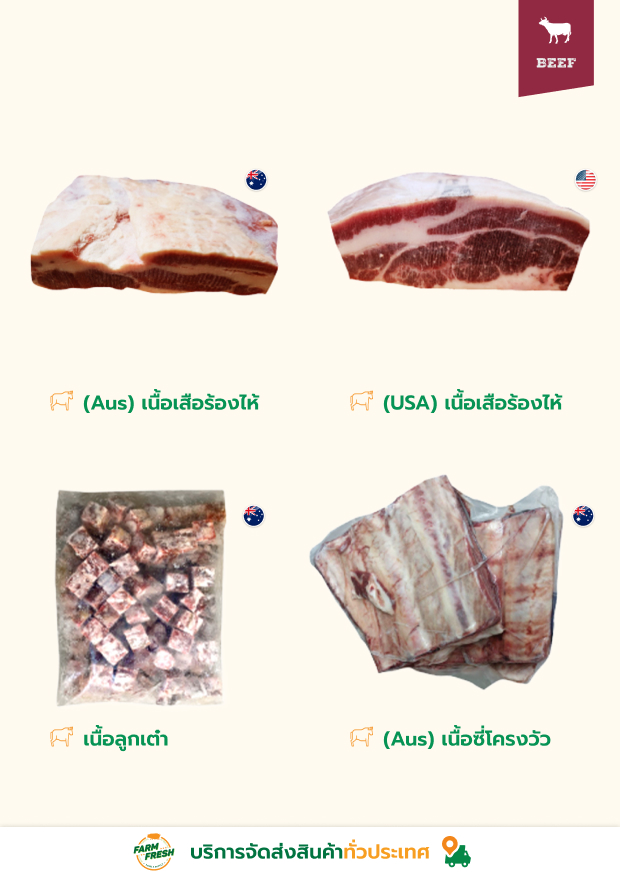 BEEF
(Aus) เนื้อเสือร้องไห้
(USA) เนื้อเสือร้องไห้
เนื้อลูกเต๋า
(Aus) เนื้อซี่โครงวัว
FARM
FRESH
บริการจัดส่งสินค้าทั่วประเทศ